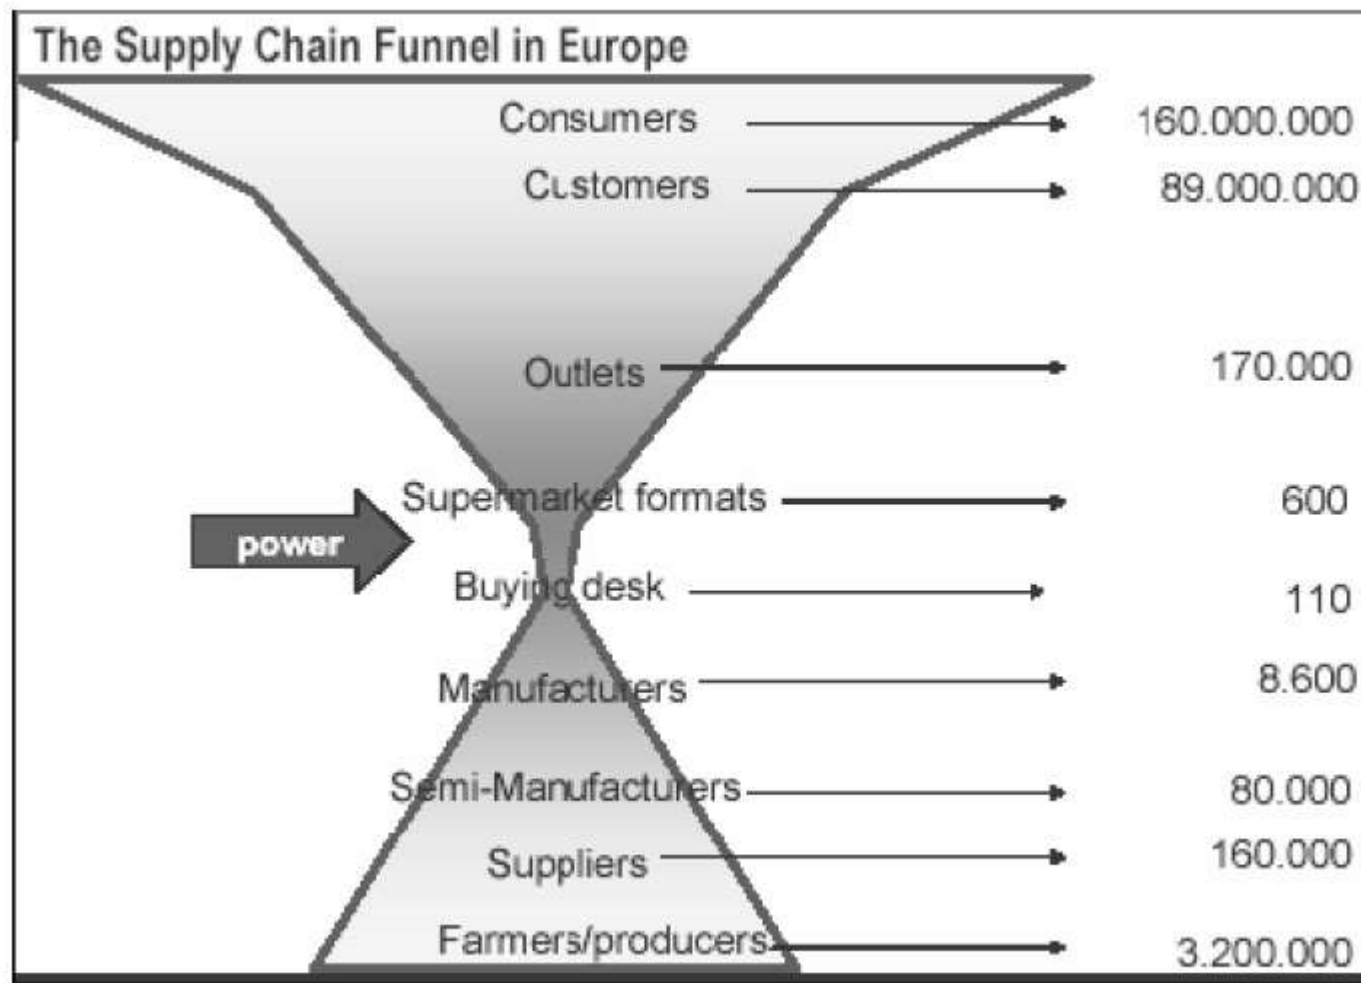 The Supply Chain Funnel in Europe
Consumers 160.000.000
Customers 89.000.000
Outlets 170.000
Supermarket formats 600
power
Buying desk 110
Manufacturers 8.600
Semi-Manufacturers 80.000
Suppliers 160.000
Farmers/producers 3.200.000